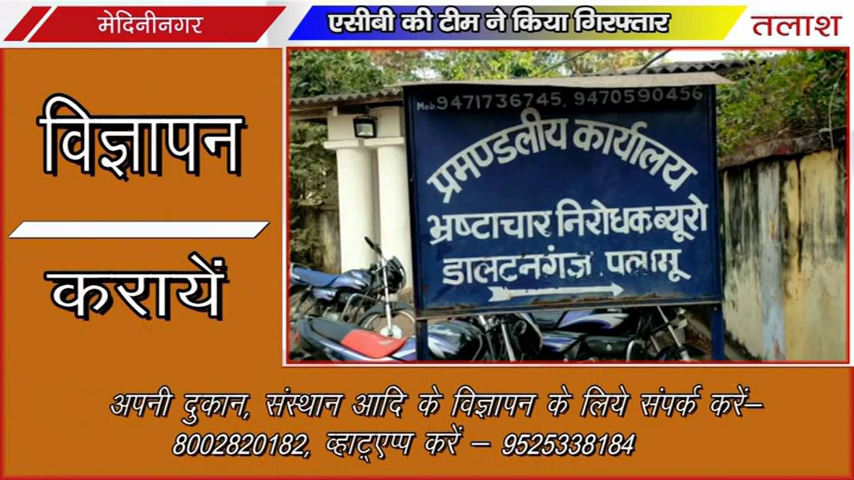 मेदिनीनगर
एसीबी की टीम ने किया गिरफ्तार
तलाश
विज्ञापन
करायें
Mob. 9471736745, 9470590456
प्रमण्डलीय कार्यालय
भ्रष्टाचार निरोधक ब्यूरो
डालटनगंज पलामू
अपनी दुकान, संस्थान आदि के विज्ञापन के लिये संपर्क करें–
8002820182, व्हाट्एप्प करें – 9525338184